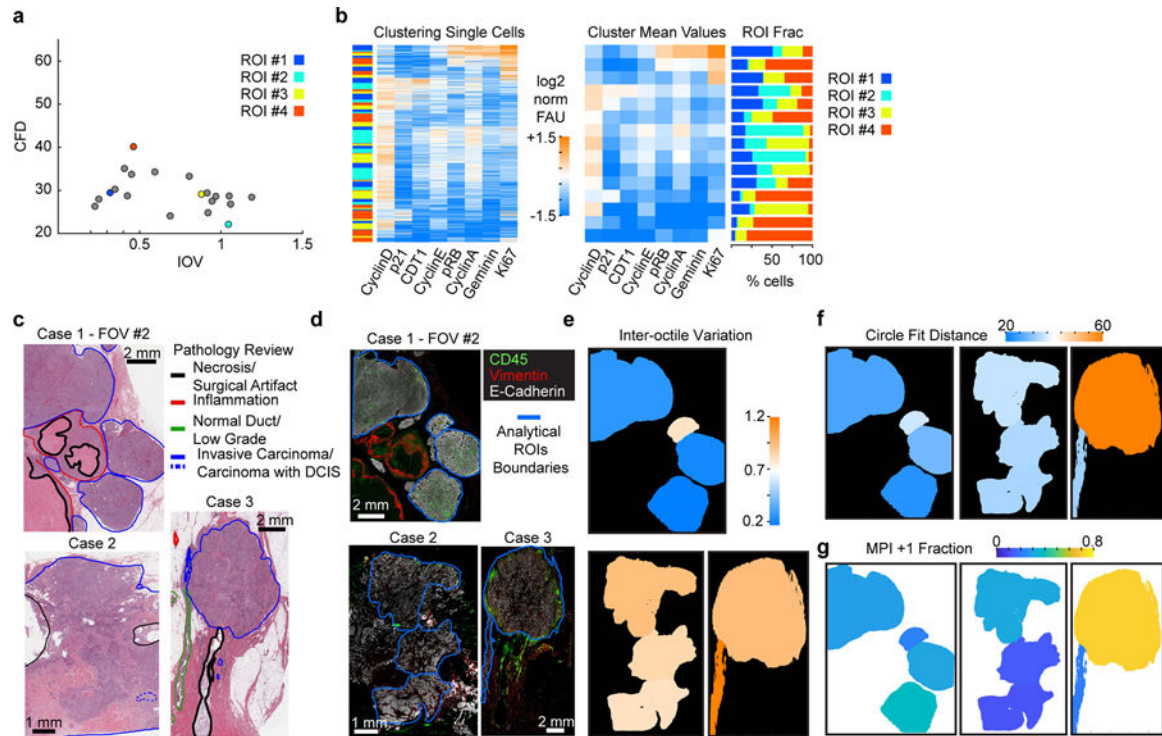 a
CFD
60
50
40
30
20
0.5
1
1.5
IOV
ROI #1
ROI #2
ROI #3
ROI #4
b
Clustering Single Cells
CyclinD
p21
CDT1
CyclinE
pRB
CyclinA
Geminin
Ki67
log2
norm
FAU
+1.5
-1.5
Cluster Mean Values
CyclinD
p21
CDT1
CyclinE
pRB
CyclinA
Geminin
Ki67
ROI Frac
50
100
% cells
ROI #1
ROI #2
ROI #3
ROI #4
c
Case 1 - FOV #2
2 mm
Pathology Review
Necrosis/
Surgical Artifact
Inflammation
Normal Duct/
Low Grade
Invasive Carcinoma/
Carcinoma with DCIS
Case 2
1 mm
Case 3
2 mm
d
Case 1 - FOV #2
2 mm
CD45
Vimentin
E-Cadherin
Analytical
ROIs
Boundaries
Case 2
1 mm
Case 3
2 mm
e
Inter-octile Variation
1.2
0.7
0.2
f
Circle Fit Distance
20
60
g
MPI +1 Fraction
0
0.8